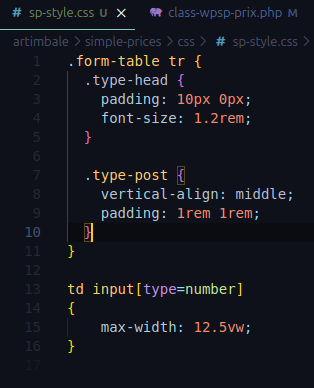 # sp-style.css U ×
class-wpsp-prix.php M
artimbale > simple-prices > css > # sp-style.css
1 .form-table tr {
2 .type-head {
3 padding: 10px 0px;
4 font-size: 1.2rem;
5 }
6
7 .type-post {
8 vertical-align: middle;
9 padding: 1rem 1rem;
10 }
11 }
12
13 td input[type=number]
14 {
15 max-width: 12.5vw;
16 }
17